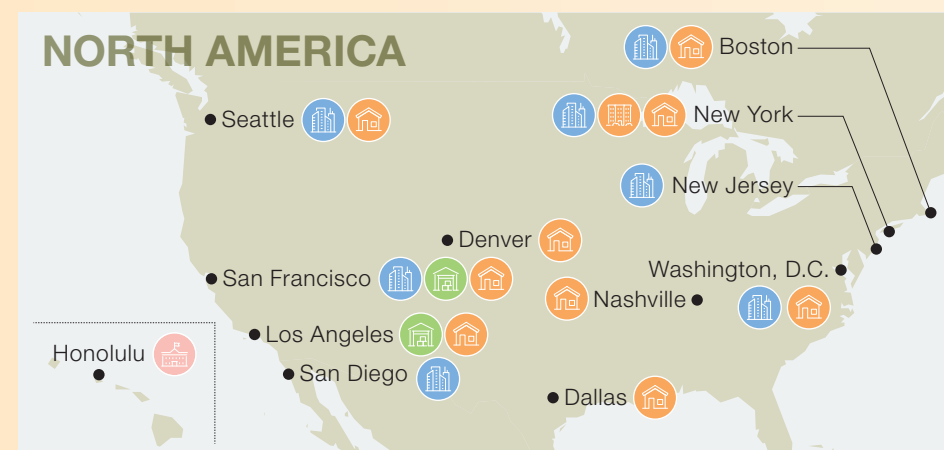 NORTH AMERICA
Boston
Seattle
New York
New Jersey
Denver
San Francisco
Washington, D.C.
Nashville
Los Angeles
Honolulu
San Diego
Dallas